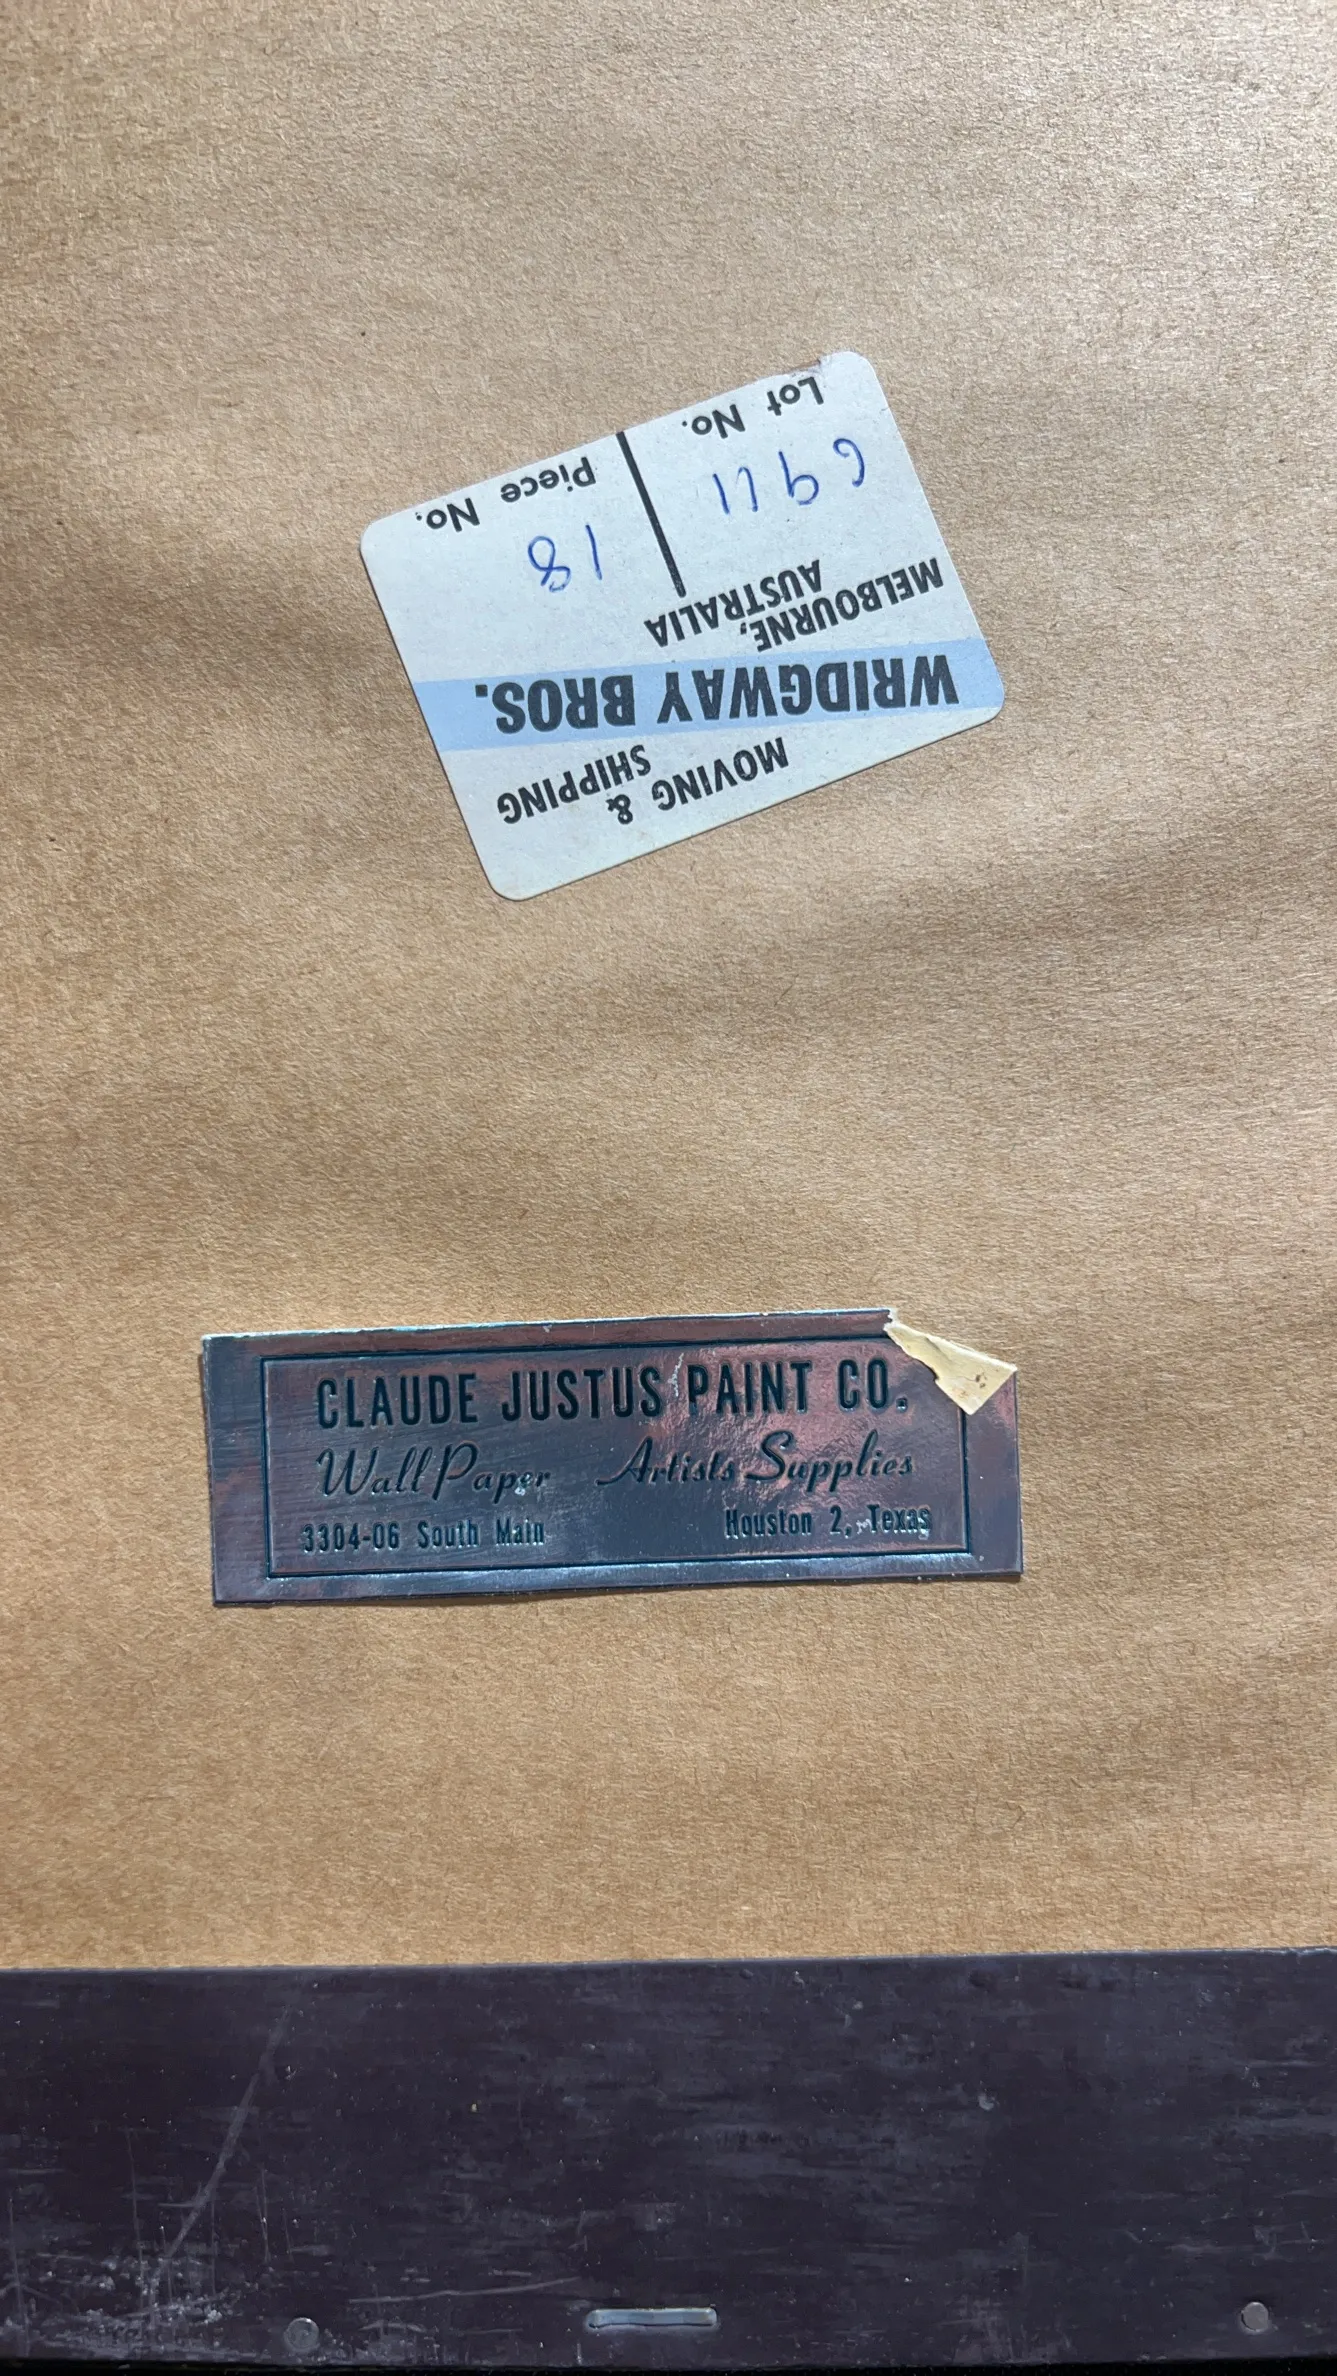 MOVING &
SHIPPING
WRIDGWAY BROS.
MELBOURNE,
AUSTRALIA
6911 18
Lot No. Piece No.
CLAUDE JUSTUS PAINT CO.
Wall Paper Artists Supplies
3304-06 South Main Houston 2, Texas